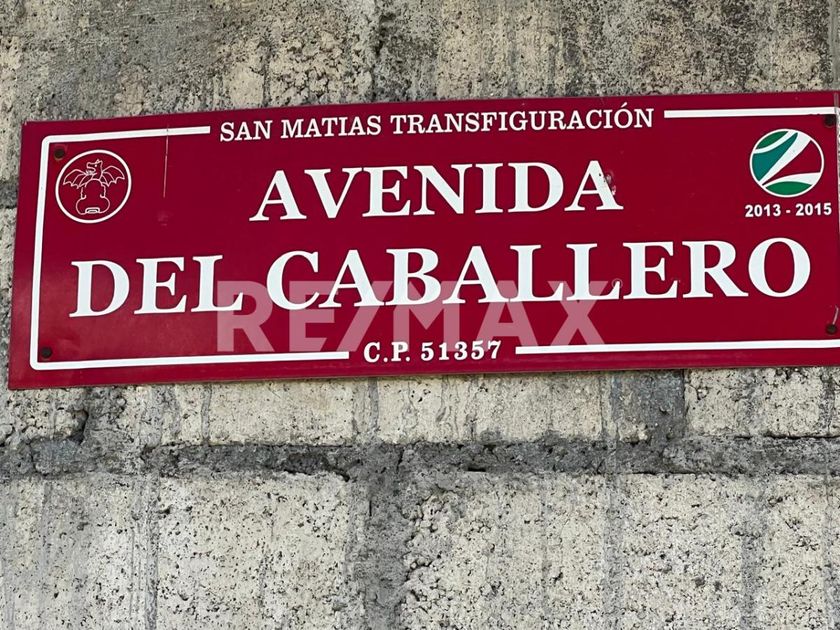 SAN MATIAS TRANSFIGURACIÓN
AVENIDA
2013 - 2015
DEL CABALLERO
RE/MAX
C.P. 51357